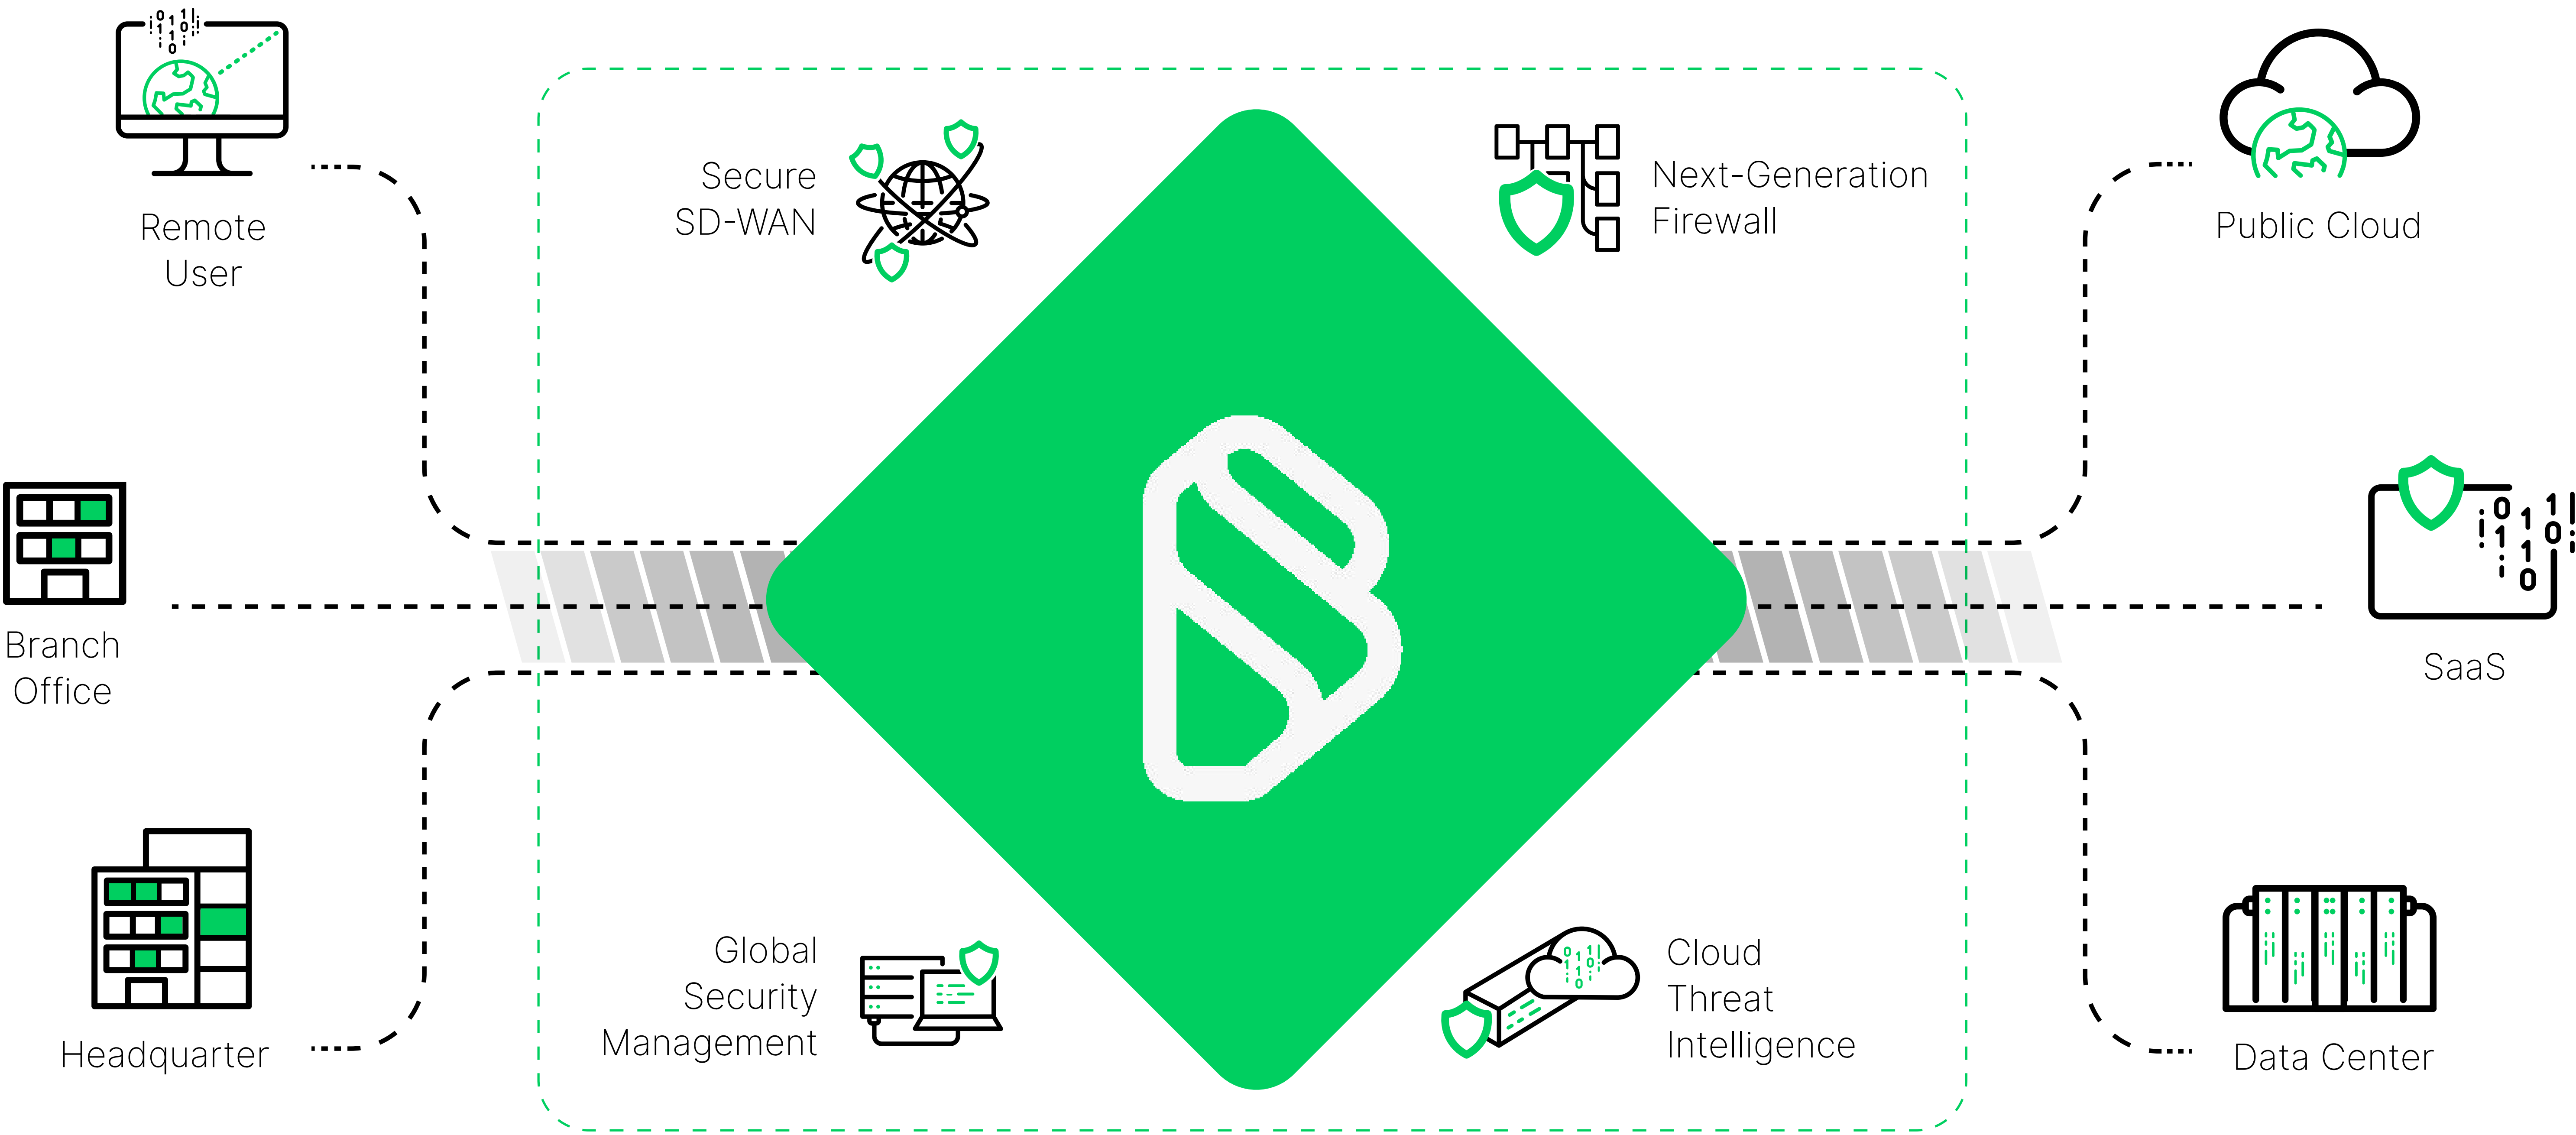 Remote
User
Secure
SD-WAN
Next-Generation
Firewall
Public Cloud
Branch
Office
SaaS
Global
Security
Management
Cloud
Threat
Intelligence
Headquarter
Data Center